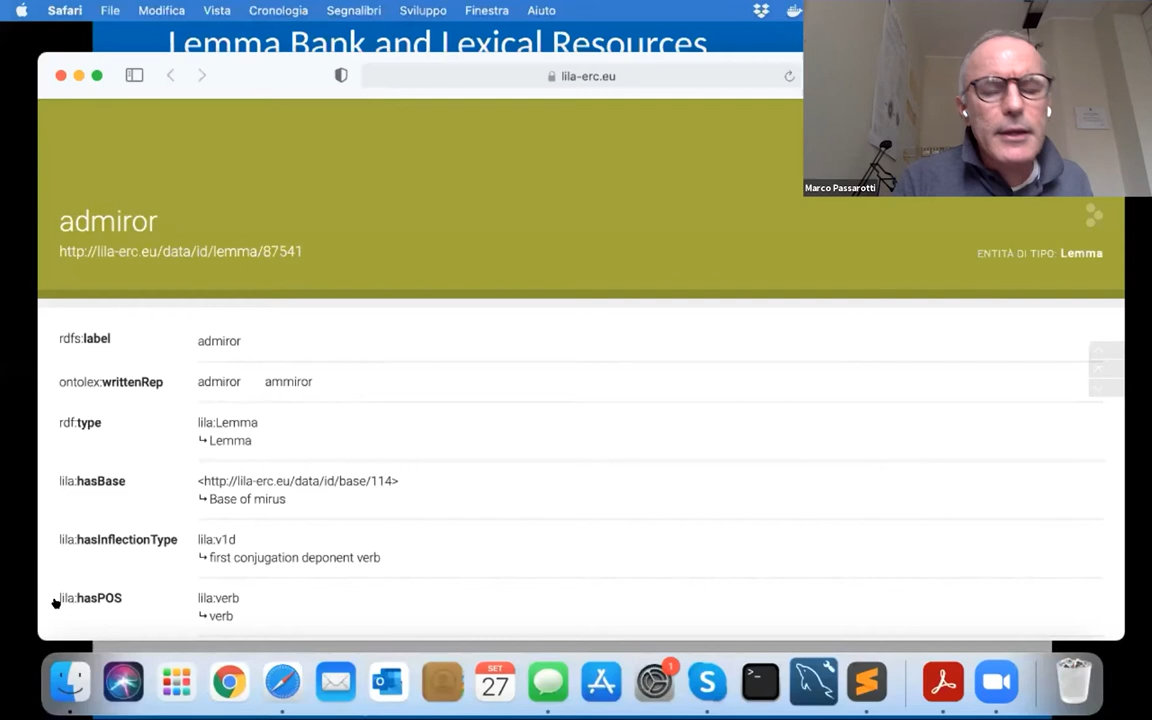 Safari File Modifica Vista Cronologia Segnalibri Sviluppo Finestra Aiuto
Lemma Bank and Lexical Resources
lila-erc.eu
Marco Passarotti
admiror
http://lila-erc.eu/data/id/lemma/87541
ENTITÀ DI TIPO: Lemma
rdfs:label admiror
ontolex:writtenRep admiror ammiror
rdf:type lila:Lemma
↳ Lemma
lila:hasBase <http://lila-erc.eu/data/id/base/114>
↳ Base of mirus
lila:hasInflectionType lila:v1d
↳ first conjugation deponent verb
lila:hasPOS lila:verb
↳ verb
SET
27
1